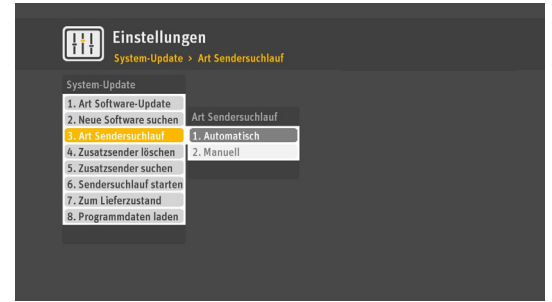 Einstellungen
System-Update > Art Sendersuchlauf
System-Update
1. Art Software-Update
2. Neue Software suchen
3. Art Sendersuchlauf
4. Zusatzsender löschen
5. Zusatzsender suchen
6. Sendersuchlauf starten
7. Zum Lieferzustand
8. Programmdaten laden
Art Sendersuchlauf
1. Automatisch
2. Manuell